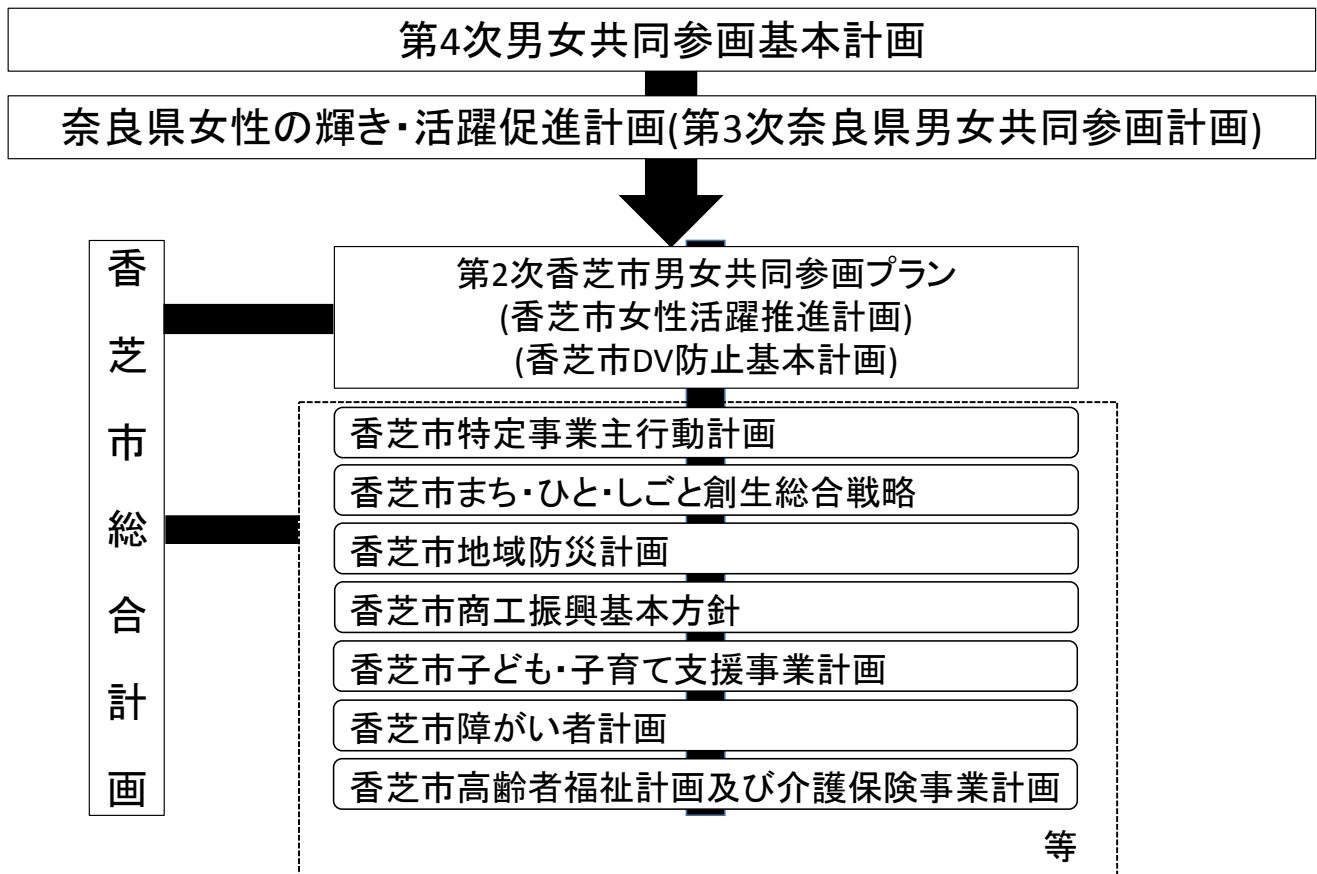 第4次男女共同参画基本計画
奈良県女性の輝き・活躍促進計画(第3次奈良県男女共同参画計画)
香芝市総合計画
第2次香芝市男女共同参画プラン
(香芝市女性活躍推進計画)
(香芝市DV防止基本計画)
香芝市特定事業主行動計画
香芝市まち・ひと・しごと創生総合戦略
香芝市地域防災計画
香芝市商工振興基本方針
香芝市子ども・子育て支援事業計画
香芝市障がい者計画
香芝市高齢者福祉計画及び介護保険事業計画
等